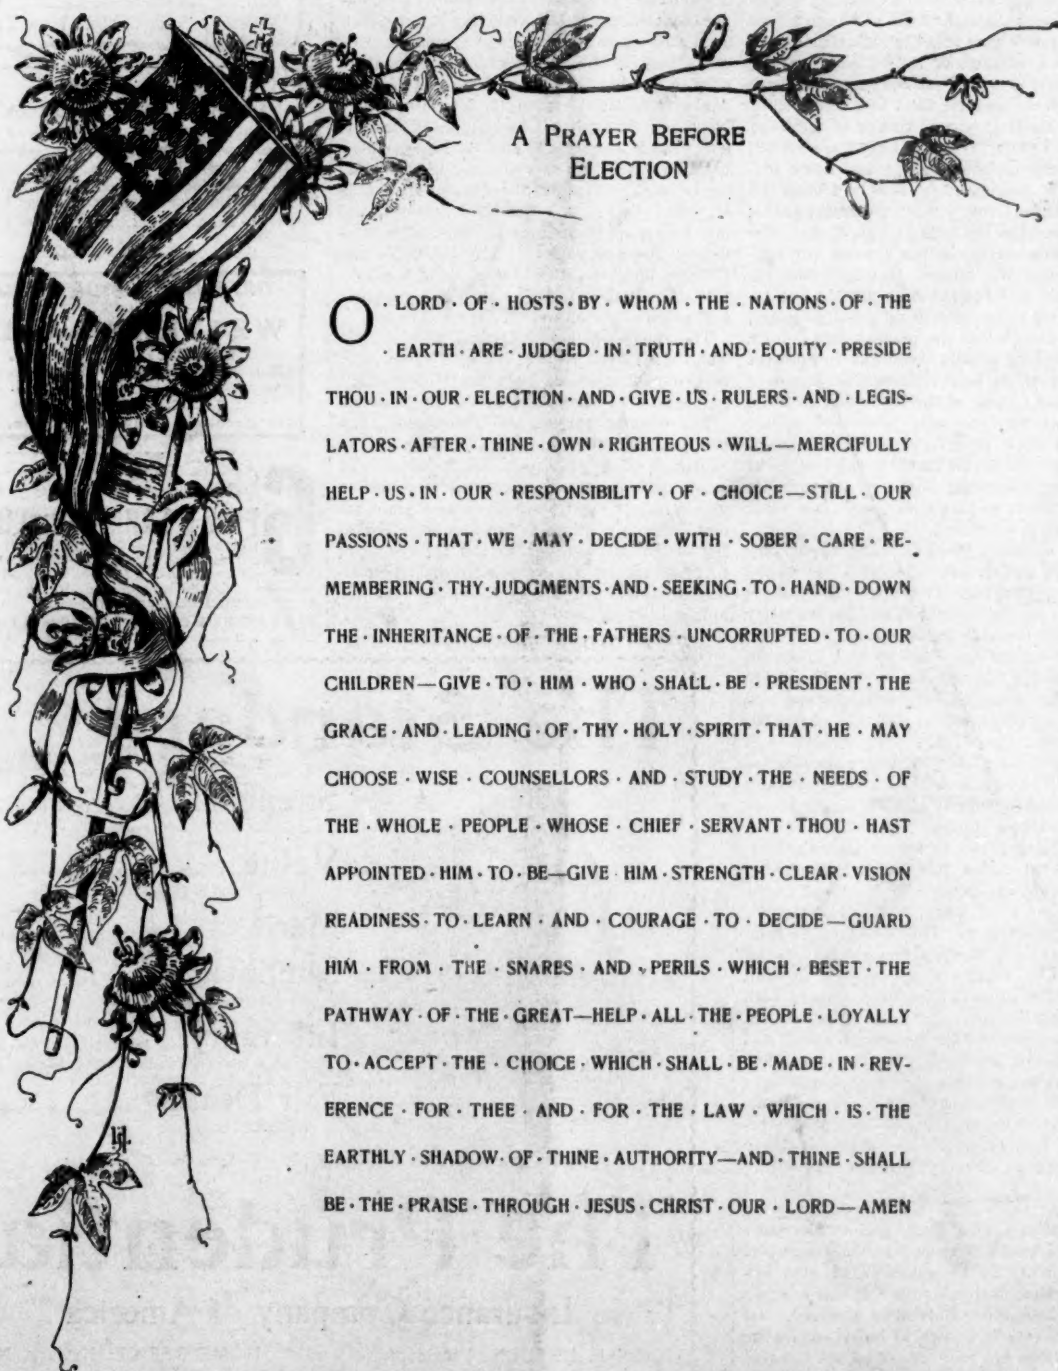 A PRAYER BEFORE
ELECTION
O · LORD · OF · HOSTS · BY · WHOM · THE · NATIONS · OF · THE
· EARTH · ARE · JUDGED · IN · TRUTH · AND · EQUITY · PRESIDE
THOU · IN · OUR · ELECTION · AND · GIVE · US · RULERS · AND · LEGIS-
LATORS · AFTER · THINE · OWN · RIGHTEOUS · WILL—MERCIFULLY
HELP · US · IN · OUR · RESPONSIBILITY · OF · CHOICE—STILL · OUR
PASSIONS · THAT · WE · MAY · DECIDE · WITH · SOBER · CARE · RE-
MEMBERING · THY · JUDGMENTS · AND · SEEKING · TO · HAND · DOWN
THE · INHERITANCE · OF · THE · FATHERS · UNCORRUPTED · TO · OUR
CHILDREN—GIVE · TO · HIM · WHO · SHALL · BE · PRESIDENT · THE
GRACE · AND · LEADING · OF · THY · HOLY · SPIRIT · THAT · HE · MAY
CHOOSE · WISE · COUNSELLORS · AND · STUDY · THE · NEEDS · OF
THE · WHOLE · PEOPLE · WHOSE · CHIEF · SERVANT · THOU · HAST
APPOINTED · HIM · TO · BE—GIVE · HIM · STRENGTH · CLEAR · VISION
READINESS · TO · LEARN · AND · COURAGE · TO · DECIDE—GUARD
HIM · FROM · THE · SNARES · AND · PERILS · WHICH · BESET · THE
PATHWAY · OF · THE · GREAT—HELP · ALL · THE · PEOPLE · LOYALLY
TO · ACCEPT · THE · CHOICE · WHICH · SHALL · BE · MADE · IN · REV-
ERENCE · FOR · THEE · AND · FOR · THE · LAW · WHICH · IS · THE
EARTHLY · SHADOW · OF · THINE · AUTHORITY—AND · THINE · SHALL
BE · THE · PRAISE · THROUGH · JESUS · CHRIST · OUR · LORD—AMEN